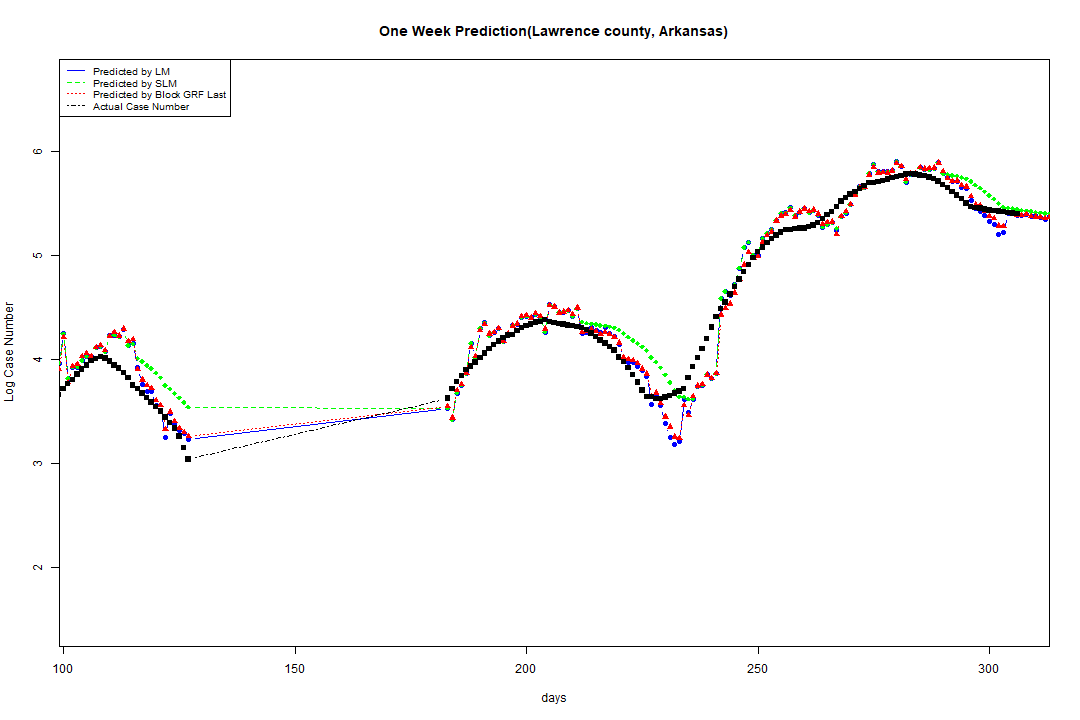 One Week Prediction(Lawrence county, Arkansas)
Predicted by LM
Predicted by SLM
Predicted by Block GRF Last
Actual Case Number
6
5
4
3
2
Log Case Number
100 150 200 250 300
days